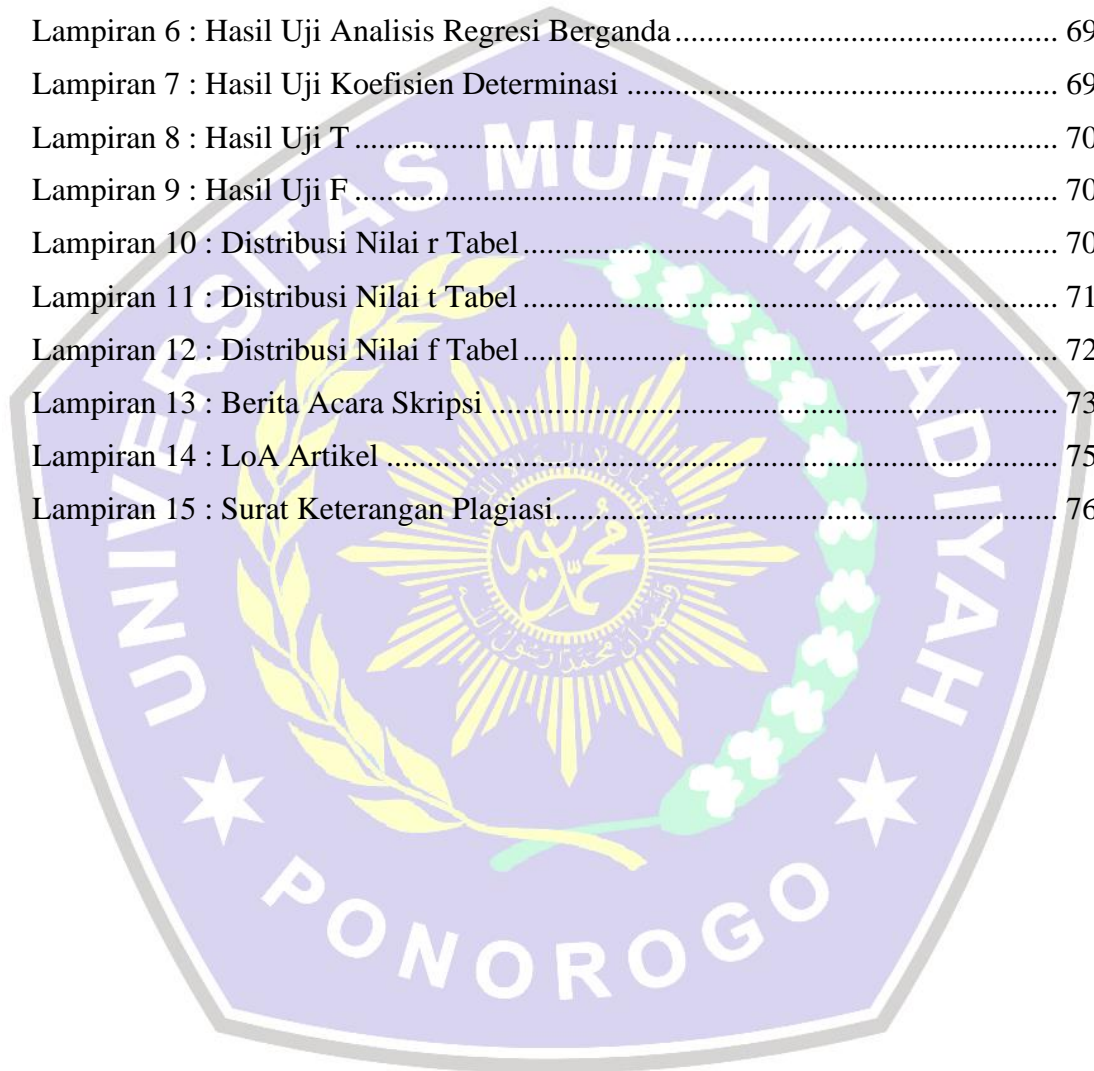 Lampiran 6 : Hasil Uji Analisis Regresi Berganda.......................................... 69
Lampiran 7 : Hasil Uji Koefisien Determinasi ............................................... 69
Lampiran 8 : Hasil Uji T................................................................................ 70
Lampiran 9 : Hasil Uji F................................................................................ 70
Lampiran 10 : Distribusi Nilai r Tabel............................................................ 70
Lampiran 11 : Distribusi Nilai t Tabel............................................................ 71
Lampiran 12 : Distribusi Nilai f Tabel............................................................ 72
Lampiran 13 : Berita Acara Skripsi ................................................................ 73
Lampiran 14 : LoA Artikel ............................................................................ 75
Lampiran 15 : Surat Keterangan Plagiasi........................................................ 76
UNIVERSITAS MUHAMMADIYAH
PONOROGO